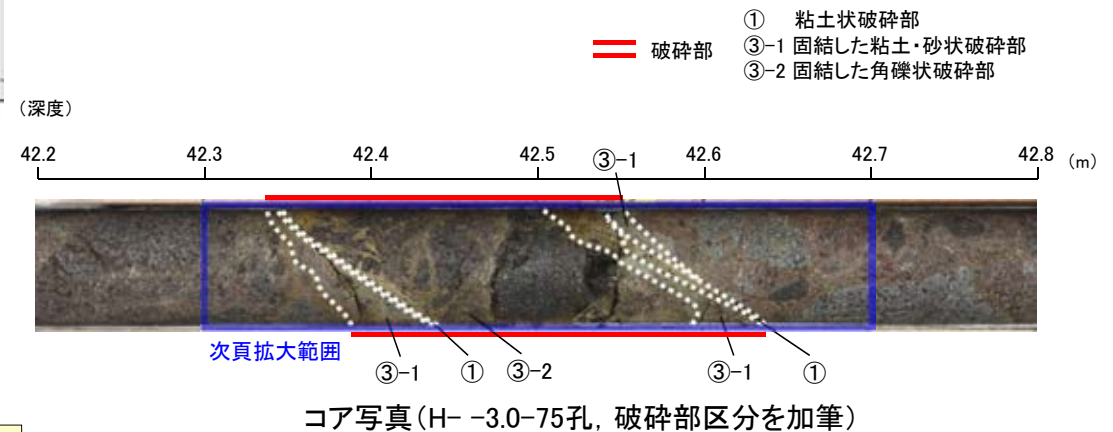 ① 粘土状破砕部
破砕部 ③-1 固結した粘土・砂状破砕部
③-2 固結した角礫状破砕部
(深度)
42.2 42.3 42.4 42.5 42.6 42.7 42.8 (m)
③-1
次頁拡大範囲
③-1 ① ③-2 ③-1 ①
コア写真(H- -3.0-75孔, 破砕部区分を加筆)